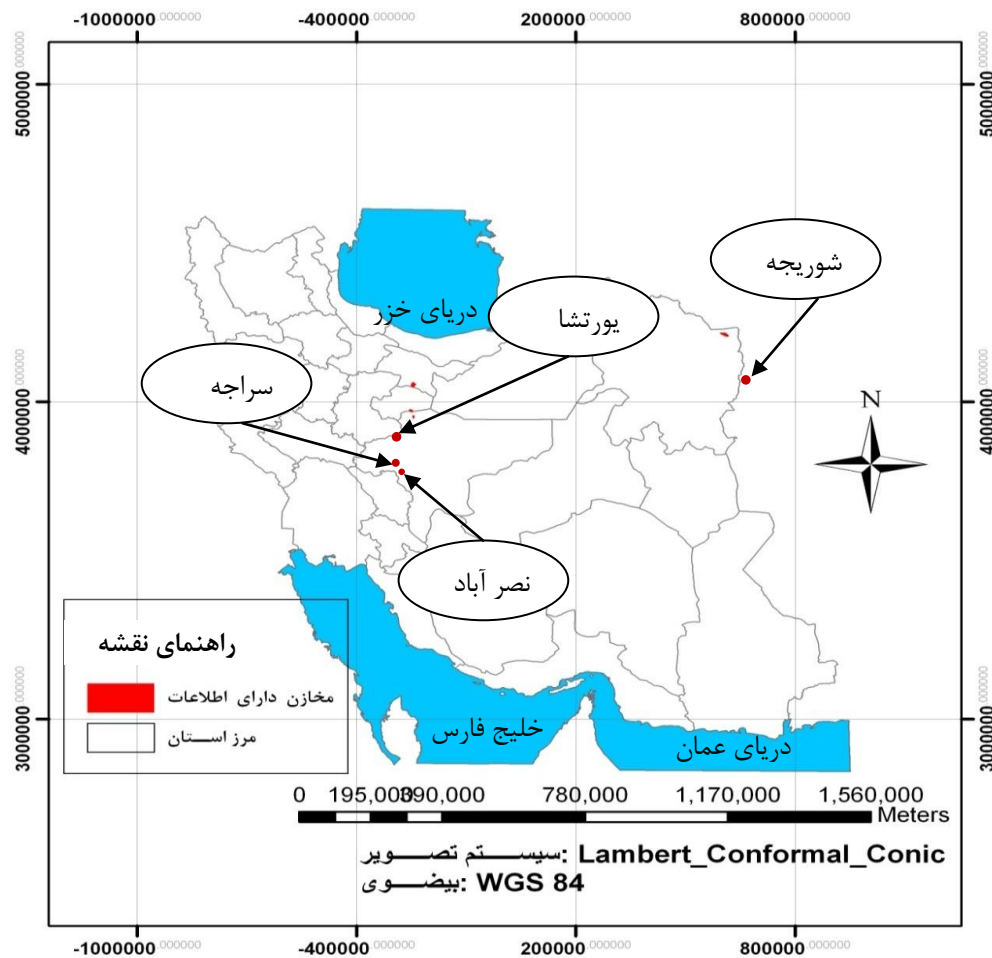 -1000000.000000 -400000.000000 200000.000000 800000.000000
5000000.000000 5000000.000000
شوریجه
دریای خزر
یورتشا
سراجه
4000000.000000 4000000.000000
N
نصر آباد
راهنمای نقشه
مخازن دارای اطلاعات
مرز استان
خلیج فارس
دریای عمان
3000000.000000 3000000.000000
0 195,000 390,000 780,000 1,170,000 1,560,000
Meters
سیستم تصویر: Lambert_Conformal_Conic
بیضوی: WGS 84
-1000000.000000 -400000.000000 200000.000000 800000.000000